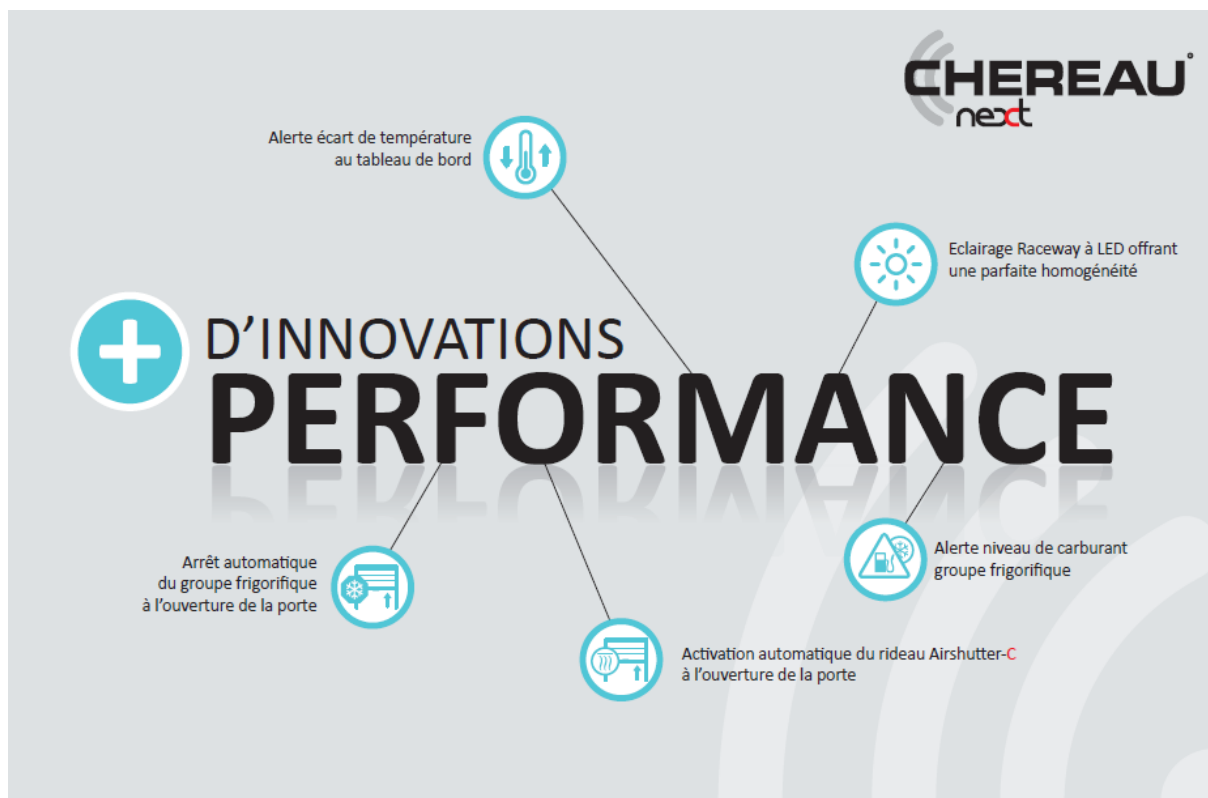 CHEREAU
next
Alerte écart de température
au tableau de bord
Eclairage Raceway à LED offrant
une parfaite homogénéité
+ D'INNOVATIONS
PERFORMANCE
Arrêt automatique
du groupe frigorifique
à l'ouverture de la porte
Alerte niveau de carburant
groupe frigorifique
Activation automatique du rideau Airshutter-C
à l'ouverture de la porte